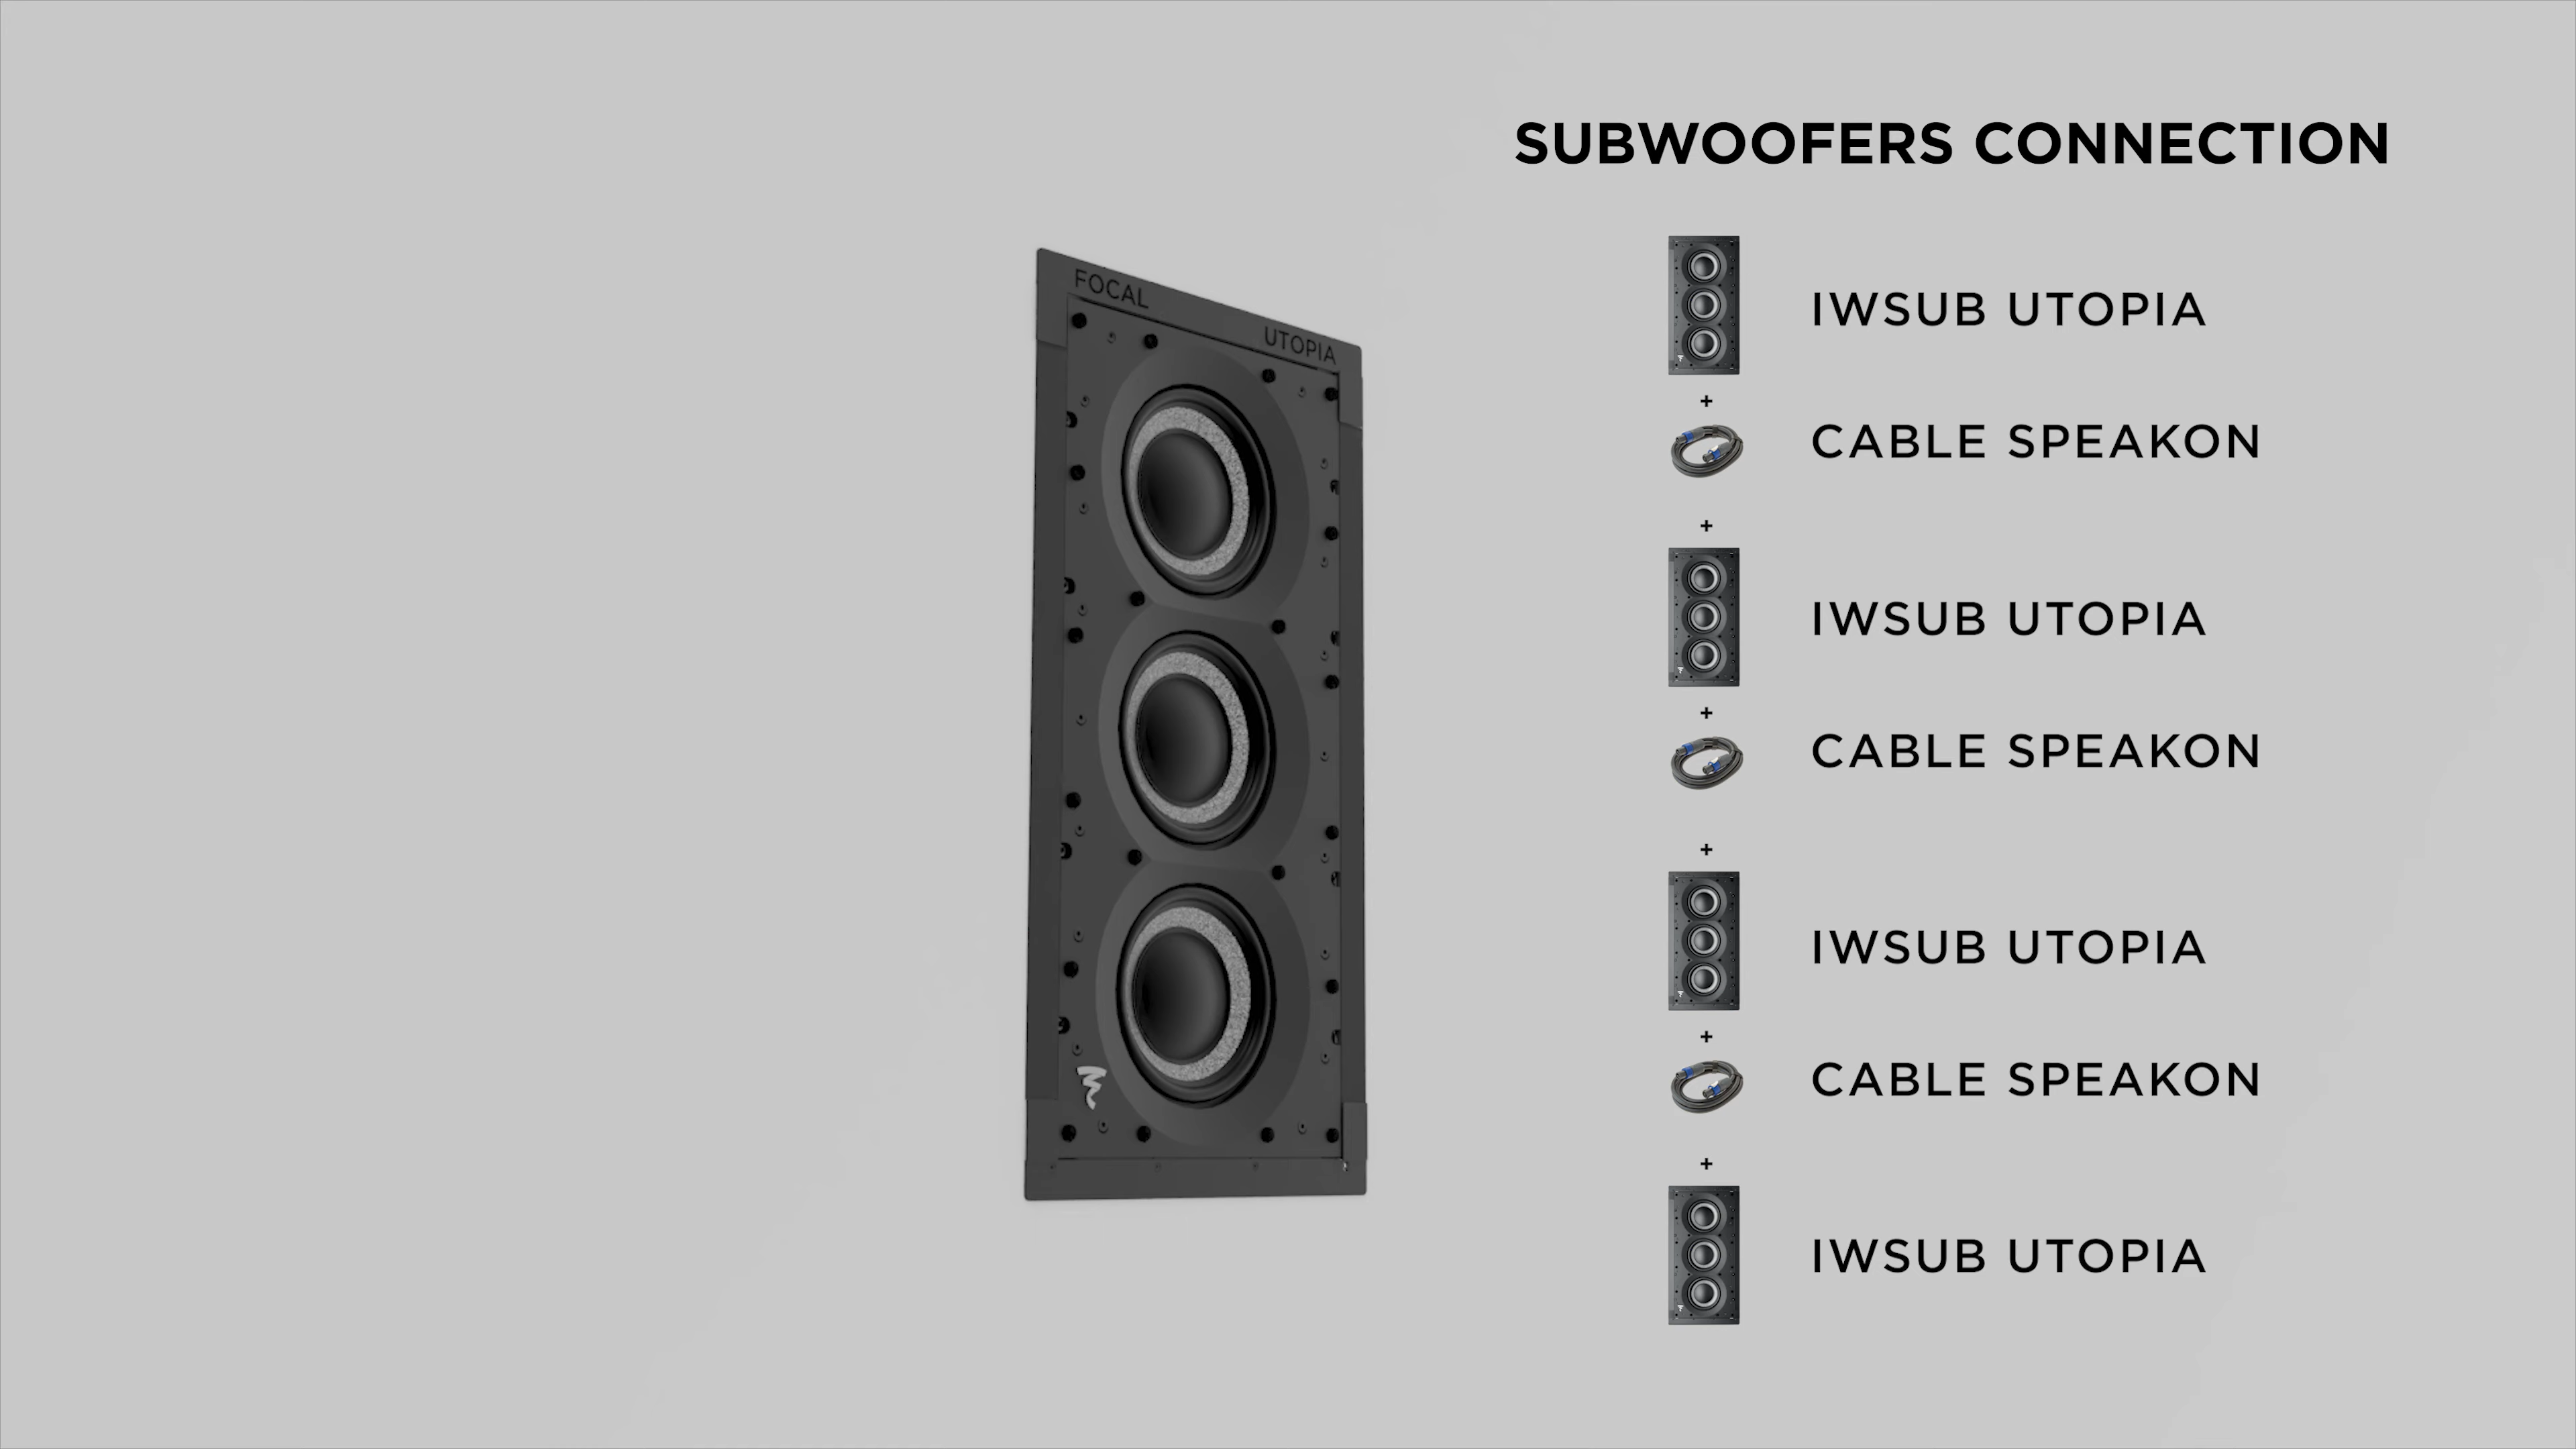 SUBWOOFERS CONNECTION
FOCAL
UTOPIA
IWSUB UTOPIA
+
CABLE SPEAKON
+
IWSUB UTOPIA
+
CABLE SPEAKON
+
IWSUB UTOPIA
+
CABLE SPEAKON
+
IWSUB UTOPIA